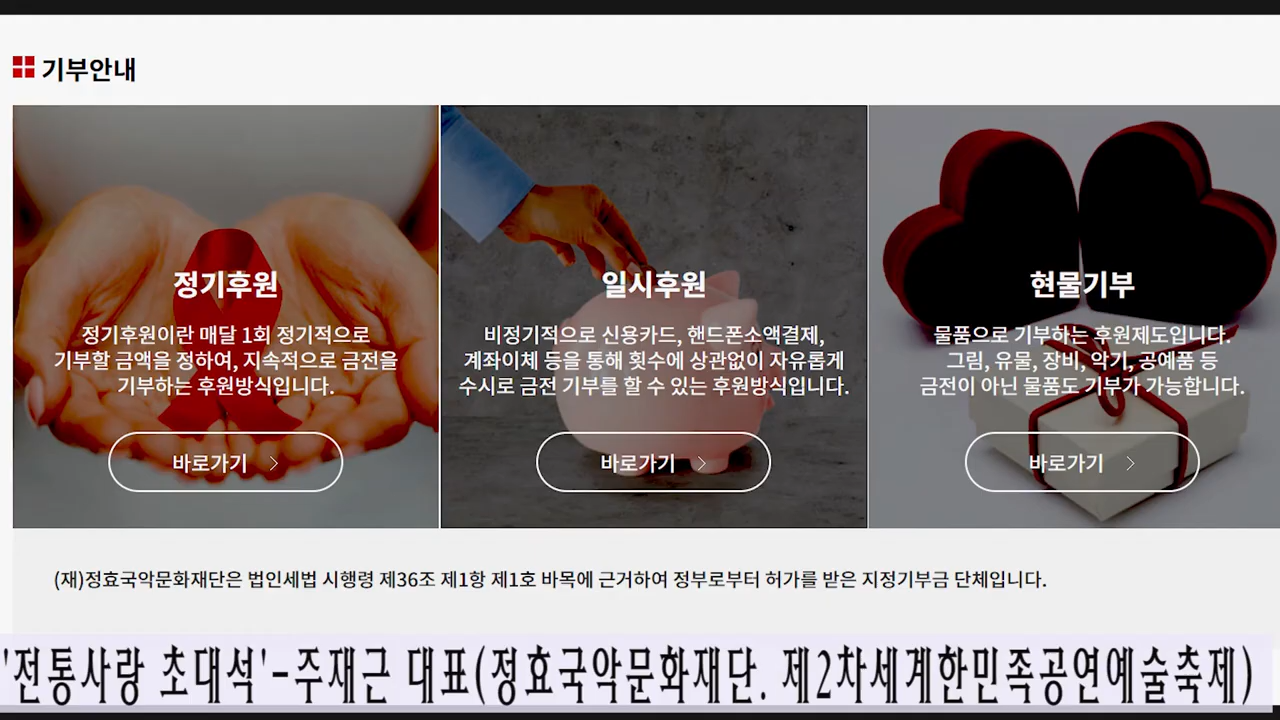 기부안내
정기후원
정기후원이란 매달 1회 정기적으로
기부할 금액을 정하여, 지속적으로 금전을
기부하는 후원방식입니다.
바로가기
일시후원
비정기적으로 신용카드, 핸드폰소액결제,
계좌이체 등을 통해 횟수에 상관없이 자유롭게
수시로 금전 기부를 할 수 있는 후원방식입니다.
바로가기
현물기부
물품으로 기부하는 후원제도입니다.
그림, 유물, 장비, 악기, 공예품 등
금전이 아닌 물품도 기부가 가능합니다.
바로가기
(재)정효국악문화재단은 법인세법 시행령 제36조 제1항 제1호 바목에 근거하여 정부로부터 허가를 받은 지정기부금 단체입니다.
'전통사랑 초대석'-주재근 대표(정효국악문화재단. 제2차세계한민족공연예술축제)